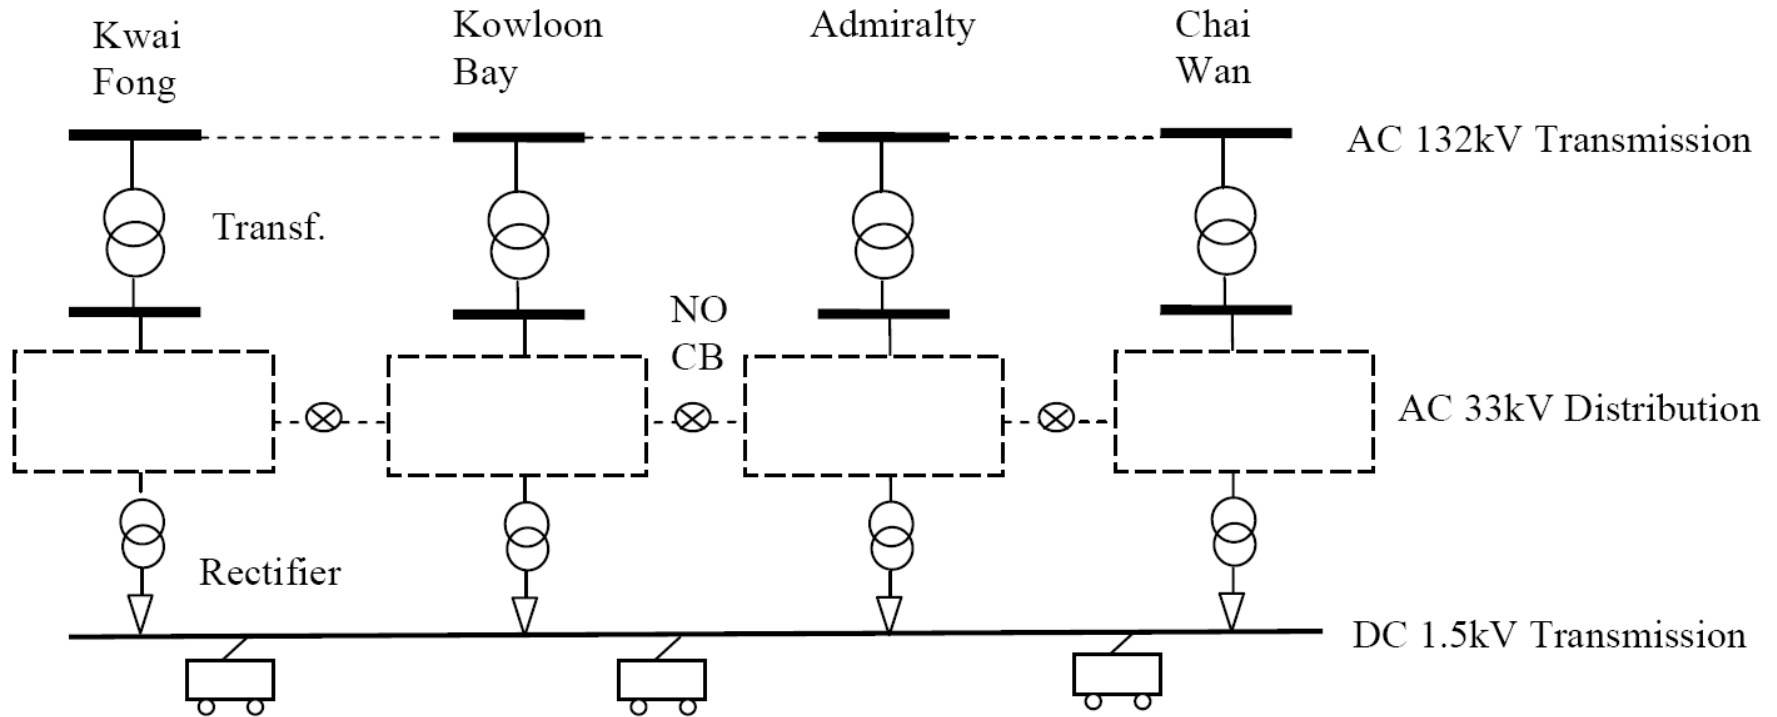 Kwai
Fong
Kowloon
Bay
Admiralty
Chai
Wan
AC 132kV Transmission
Transf.
NO
CB
AC 33kV Distribution
Rectifier
DC 1.5kV Transmission